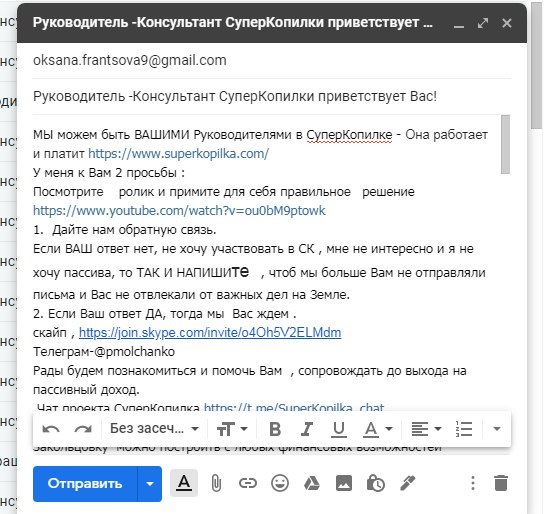 Руководитель -Консультант СуперКопилки приветствует ...
oksana.frantsova9@gmail.com
Руководитель -Консультант СуперКопилки приветствует Вас!
МЫ можем быть ВАШИМИ Руководителями в СуперКопилке - Она работает
и платит https://www.superkopilka.com/
У меня к Вам 2 просьбы :
Посмотрите ролик и примите для себя правильное решение
https://www.youtube.com/watch?v=ou0bM9ptowk
1. Дайте нам обратную связь.
Если ВАШ ответ нет, не хочу участвовать в СК , мне не интересно и я не
хочу пассива, то ТАК И НАПИШИте , чтоб мы больше Вам не отправляли
письма и Вас не отвлекали от важных дел на Земле.
2. Если Ваш ответ ДА, тогда мы Вас ждем .
скайп , https://join.skype.com/invite/o4Oh5V2ELMdm
Телеграм-@pmolchanko
Рады будем познакомиться и помочь Вам , сопровождать до выхода на
пассивный доход.
Чат проекта СуперКопилка https://t.me/SuperKopilka_chat
Без засеч...
закольцовку можно построить с любых финансовых возможностей
Отправить